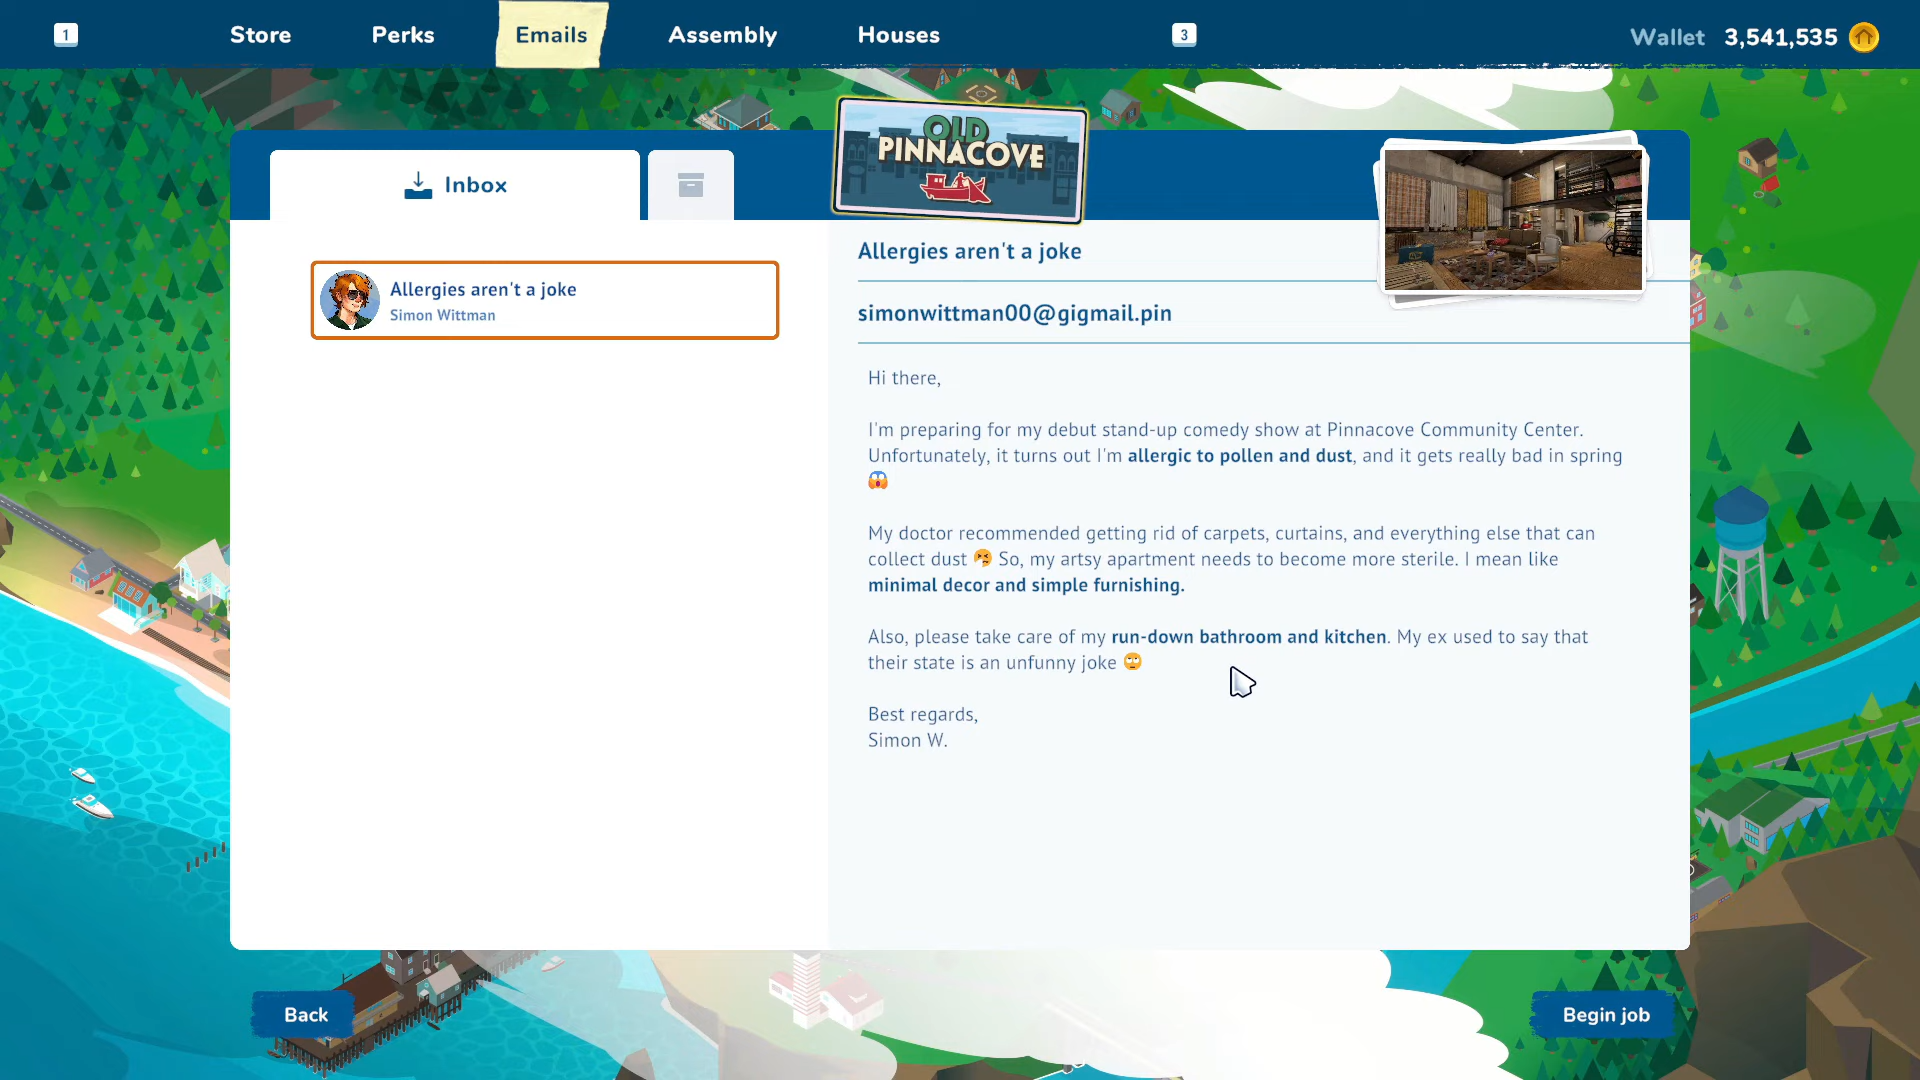 1
Store
Perks
Emails
Assembly
Houses
3
Wallet 3,541,535
Inbox
OLD
PINNACOVE
Allergies aren't a joke
Simon Wittman
Allergies aren't a joke
simonwittman00@gigmail.pin
Hi there,
I'm preparing for my debut stand-up comedy show at Pinnacove Community Center.
Unfortunately, it turns out I'm allergic to pollen and dust, and it gets really bad in spring
😱
My doctor recommended getting rid of carpets, curtains, and everything else that can
collect dust 🤧 So, my artsy apartment needs to become more sterile. I mean like
minimal decor and simple furnishing.
Also, please take care of my run-down bathroom and kitchen. My ex used to say that
their state is an unfunny joke 🙄
Best regards,
Simon W.
Back
Begin job